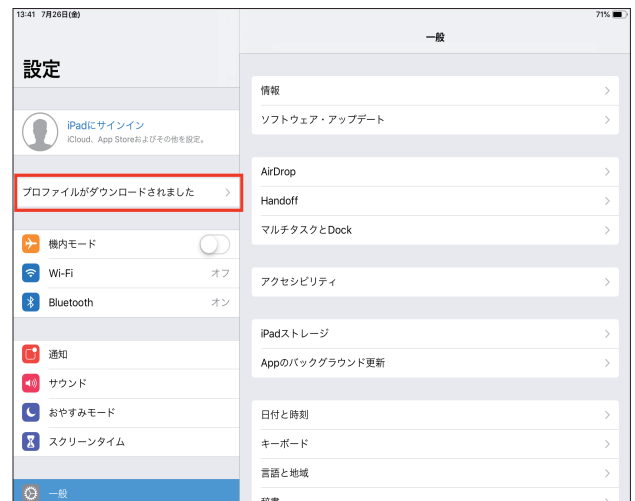 13:41 7月26日(金)
71%
設定
iPadにサインイン
iCloud、App Storeおよびその他を設定。
プロファイルがダウンロードされました
機内モード
Wi-Fi オフ
Bluetooth オン
通知
サウンド
おやすみモード
スクリーンタイム
一般
一般
情報
ソフトウェア・アップデート
AirDrop
Handoff
マルチタスクとDock
アクセシビリティ
iPadストレージ
Appのバックグラウンド更新
日付と時刻
キーボード
言語と地域
辞書